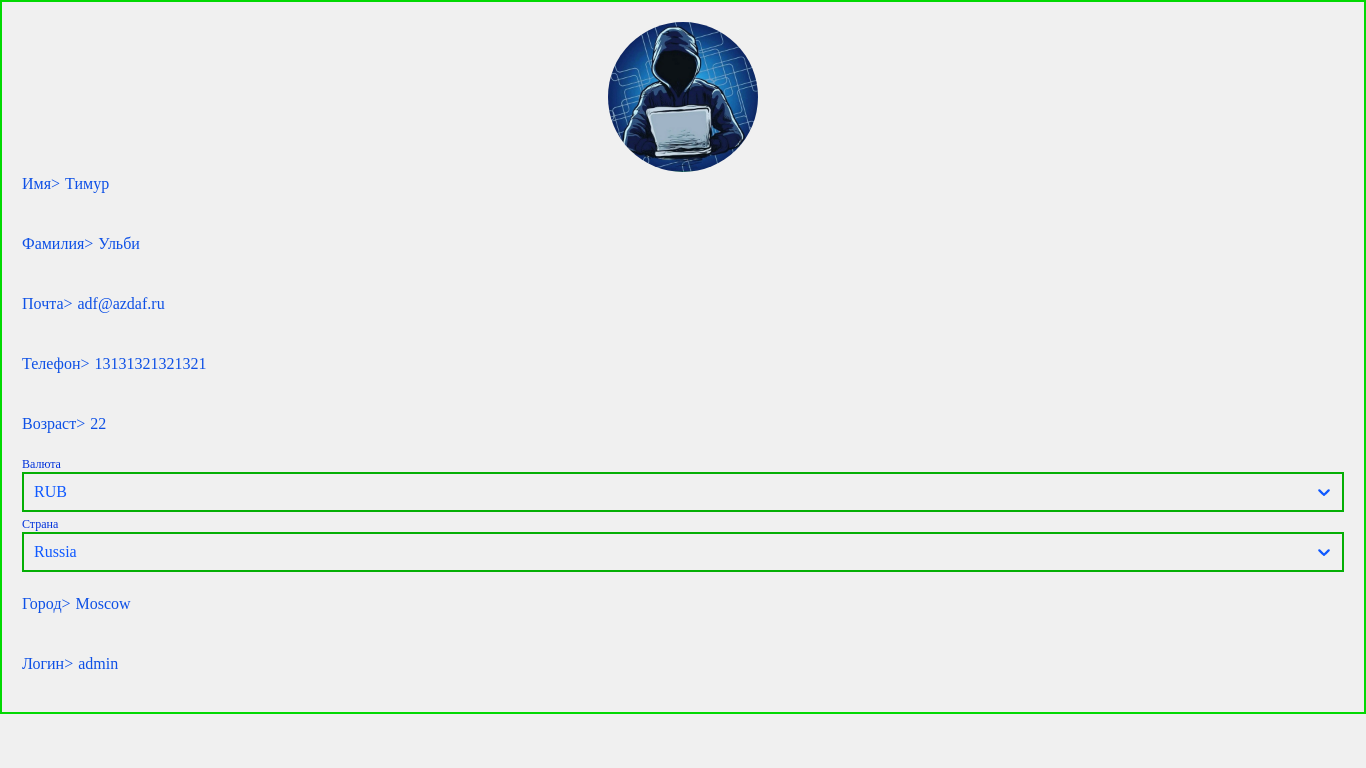 Имя> Тимур
Фамилия> Ульби
Почта> adf@azdaf.ru
Телефон> 13131321321321
Возраст> 22
Валюта
RUB
Страна
Russia
Город> Moscow
Логин> admin